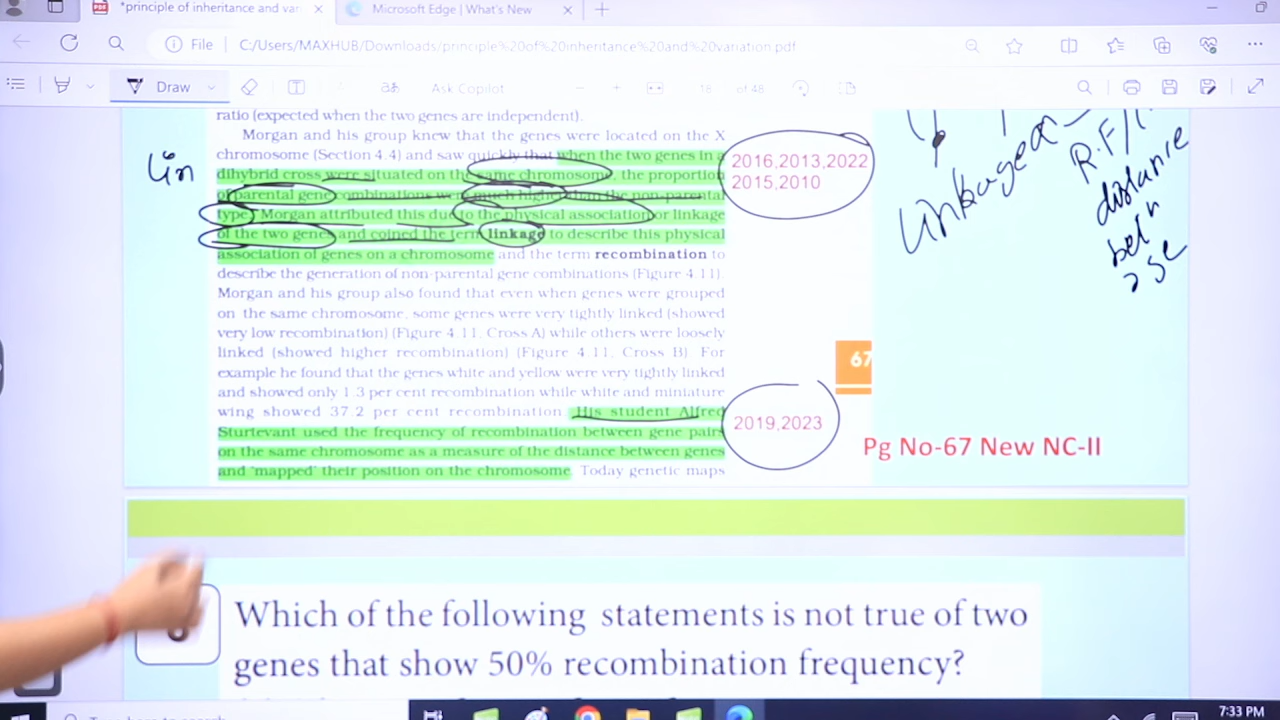 *principle of inheritance and var
Microsoft Edge | What's New
File
C:/Users/MAXHUB/Downloads/principle%20of%20inheritance%20and%20variation.pdf
Draw
Ask Copilot
18 of 48
ratio (expected when the two genes are independent).
Morgan and his group knew that the genes were located on the X
chromosome (Section 4.4) and saw quickly that when the two genes in a
dihybrid cross were situated on the same chromosome, the proportion
of parental gene combinations were much higher than the non-parental
type. Morgan attributed this due to the physical association or linkage
of the two genes and coined the term linkage to describe this physical
association of genes on a chromosome and the term recombination to
describe the generation of non-parental gene combinations (Figure 4.11).
Morgan and his group also found that even when genes were grouped
on the same chromosome, some genes were very tightly linked (showed
very low recombination) (Figure 4.11, Cross A) while others were loosely
linked (showed higher recombination) (Figure 4.11, Cross B). For
example he found that the genes white and yellow were very tightly linked
and showed only 1.3 per cent recombination while white and miniature
wing showed 37.2 per cent recombination. His student Alfred
Sturtevant used the frequency of recombination between gene pairs
on the same chromosome as a measure of the distance between genes
and 'mapped' their position on the chromosome. Today genetic maps
2016,2013,2022
2015,2010
2019,2023
Lin
Linkage
R.F/
distance
betn
67
Pg No-67 New NC-II
Which of the following statements is not true of two
genes that show 50% recombination frequency?
7:33 PM